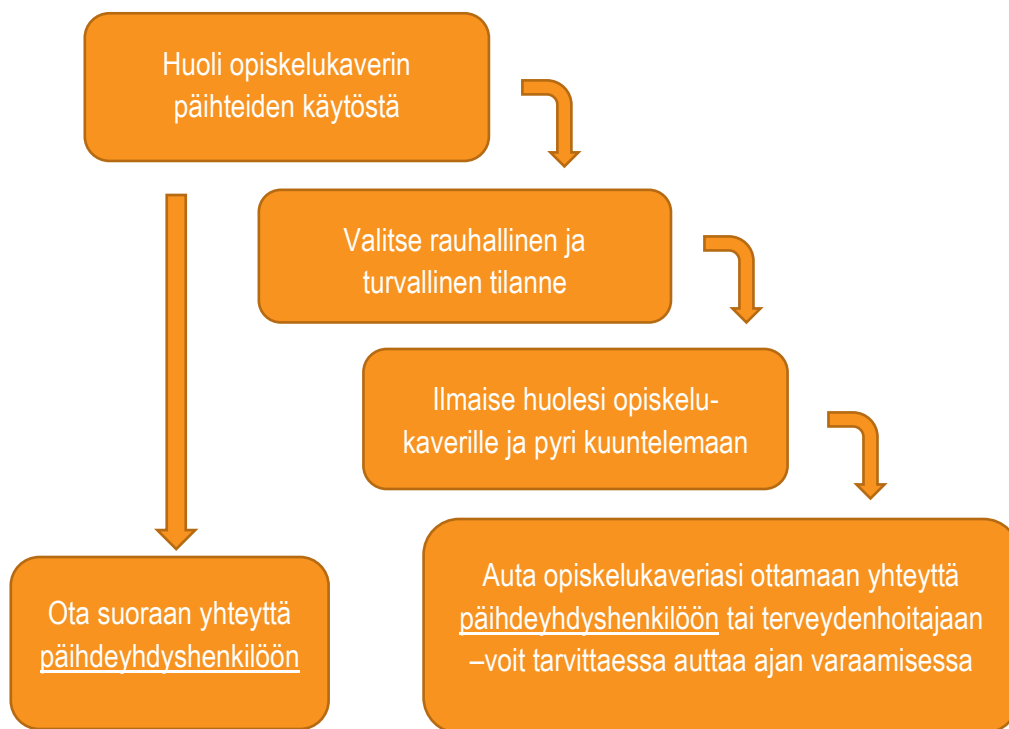 Huoli opiskelukaverin
päihteiden käytöstä
Valitse rauhallinen ja
turvallinen tilanne
Ilmaise huolesi opiskelu-
kaverille ja pyri kuuntelemaan
Ota suoraan yhteyttä
päihdeyhdyshenkilöön
Auta opiskelukaveriasi ottamaan yhteyttä
päihdeyhdyshenkilöön tai terveydenhoitajaan
–voit tarvittaessa auttaa ajan varaamisessa